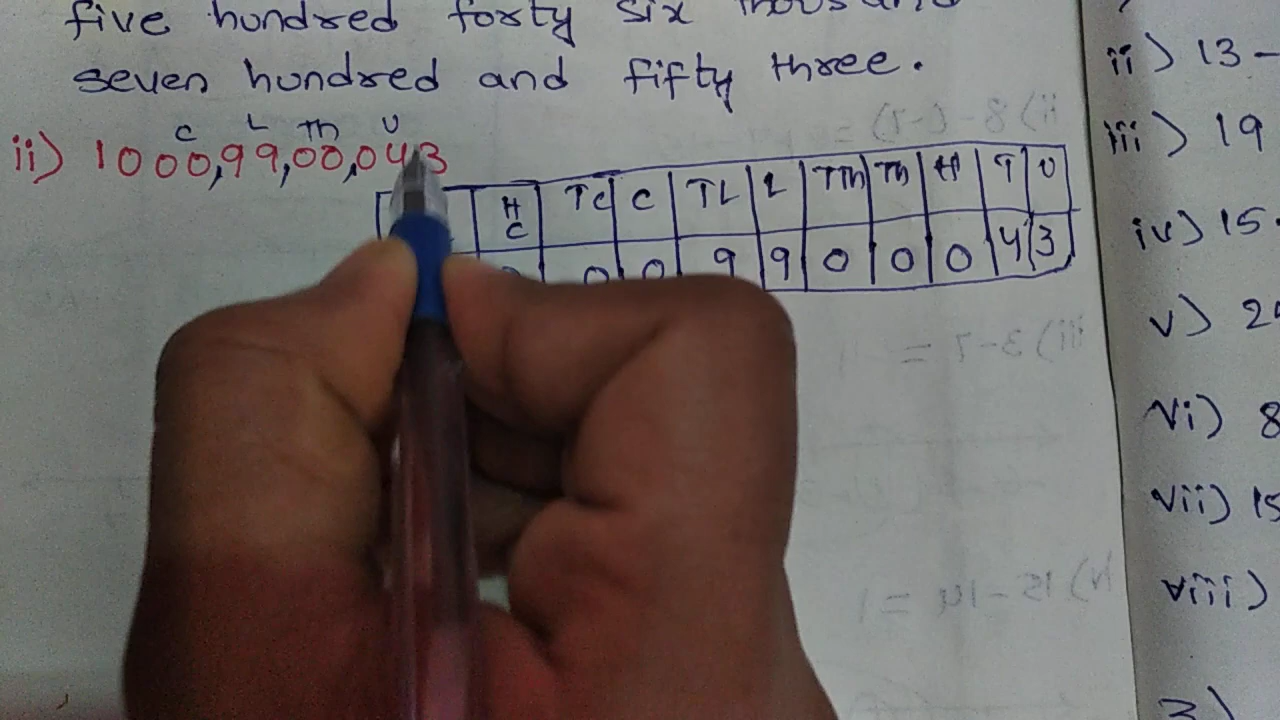 five hundred forty six thousand
seven hundred and fifty three.
C L Th U
ii) 1000,99,00,043
H C TC C TL L TTh Th H T U
0 0 9 9 0 0 0 4 3
ii) 13-
iii) 19
iv) 15
v)
vi) 8
vii) 15
viii)
3)